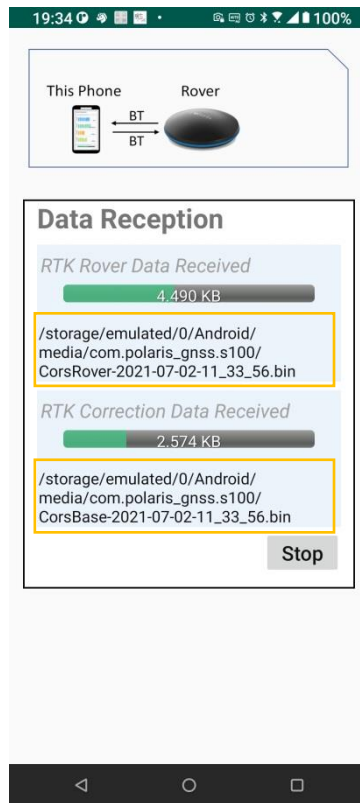 19:34 100%
This Phone Rover
BT
BT
Data Reception
RTK Rover Data Received
4.490 KB
/storage/emulated/0/Android/
media/com.polaris_gnss.s100/
CorsRover-2021-07-02-11_33_56.bin
RTK Correction Data Received
2.574 KB
/storage/emulated/0/Android/
media/com.polaris_gnss.s100/
CorsBase-2021-07-02-11_33_56.bin
Stop